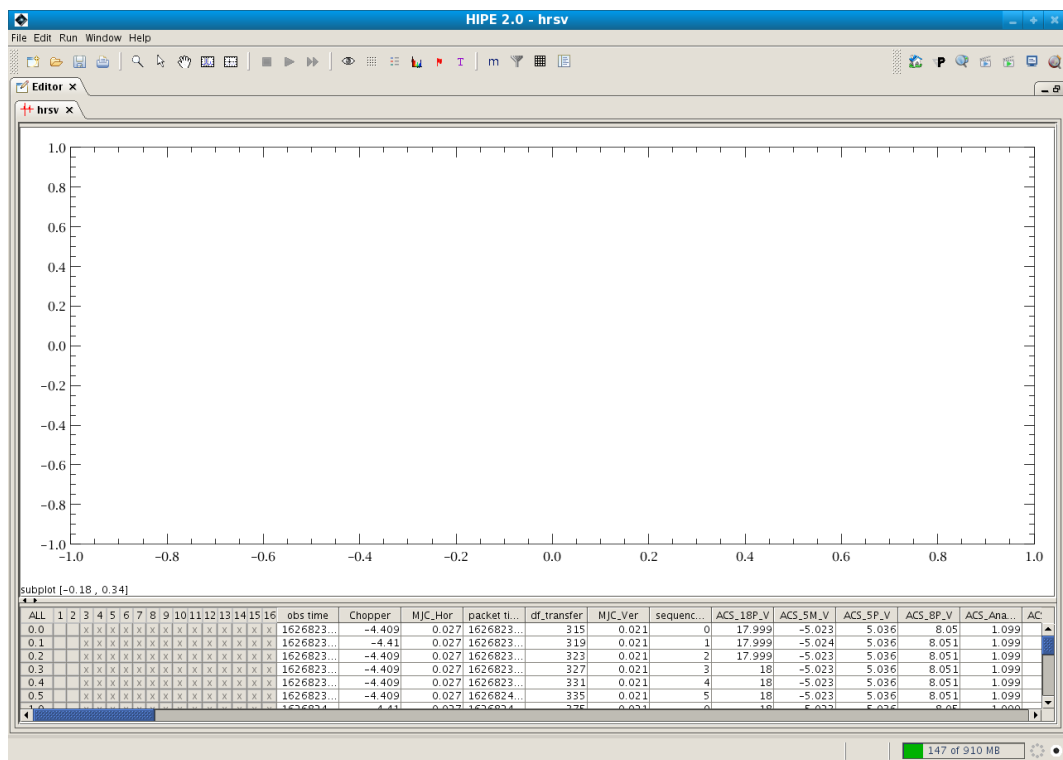 HIPE 2.0 - hrsv
File Edit Run Window Help
T m P
Editor ×
hrsv ×
1.0
0.8
0.6
0.4
0.2
0.0
−0.2
−0.4
−0.6
−0.8
−1.0
−1.0 −0.8 −0.6 −0.4 −0.2 0.0 0.2 0.4 0.6 0.8 1.0
subplot [−0.18 , 0.34]
ALL 1 2 3 4 5 6 7 8 9 10 11 12 13 14 15 16 obs time Chopper MJC_Hor packet ti... df_transfer MJC_Ver sequenc... ACS_18P_V ACS_5M_V ACS_5P_V ACS_8P_V ACS_Ana... AC
0.0 x x x x x x x x x x x x x x 1626823... −4.409 0.027 1626823... 315 0.021 0 17.999 −5.023 5.036 8.05 1.099
0.1 x x x x x x x x x x x x x x 1626823... −4.41 0.027 1626823... 319 0.021 1 17.999 −5.024 5.036 8.051 1.099
0.2 x x x x x x x x x x x x x x 1626823... −4.409 0.027 1626823... 323 0.021 2 17.999 −5.023 5.036 8.051 1.099
0.3 x x x x x x x x x x x x x x 1626823... −4.409 0.027 1626823... 327 0.021 3 18 −5.023 5.036 8.051 1.099
0.4 x x x x x x x x x x x x x x 1626823... −4.409 0.027 1626823... 331 0.021 4 18 −5.023 5.036 8.051 1.099
0.5 x x x x x x x x x x x x x x 1626823... −4.409 0.027 1626824... 335 0.021 5 18 −5.023 5.036 8.051 1.099
147 of 910 MB